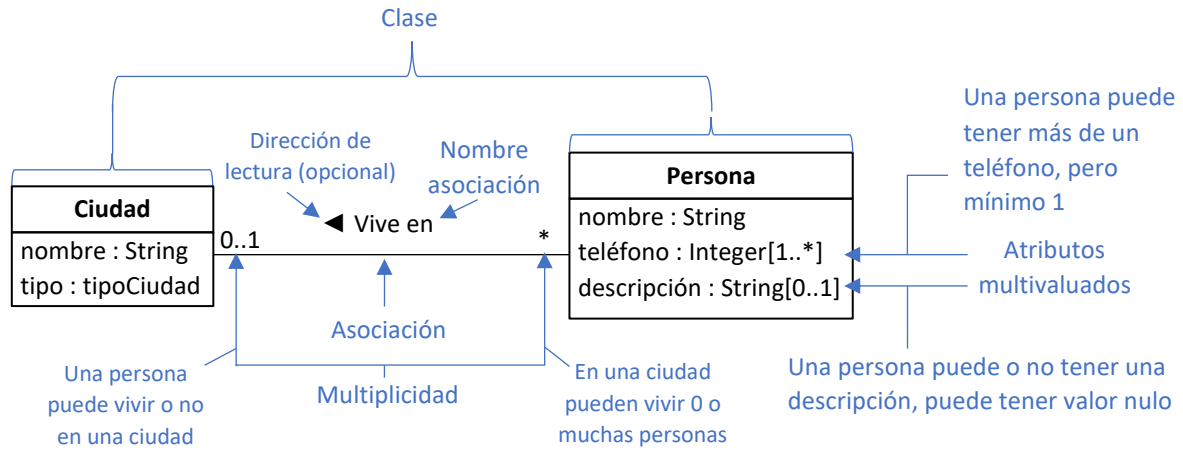 Clase
Una persona puede
tener más de un
teléfono, pero
mínimo 1
Dirección de
lectura (opcional)
Nombre
asociación
Ciudad
nombre : String
tipo : tipoCiudad
0..1
◀ Vive en
*
Persona
nombre : String
teléfono : Integer[1..*]
descripción : String[0..1]
Atributos
multivaluados
Asociación
Multiplicidad
Una persona
puede vivir o no
en una ciudad
En una ciudad
pueden vivir 0 o
muchas personas
Una persona puede o no tener una
descripción, puede tener valor nulo